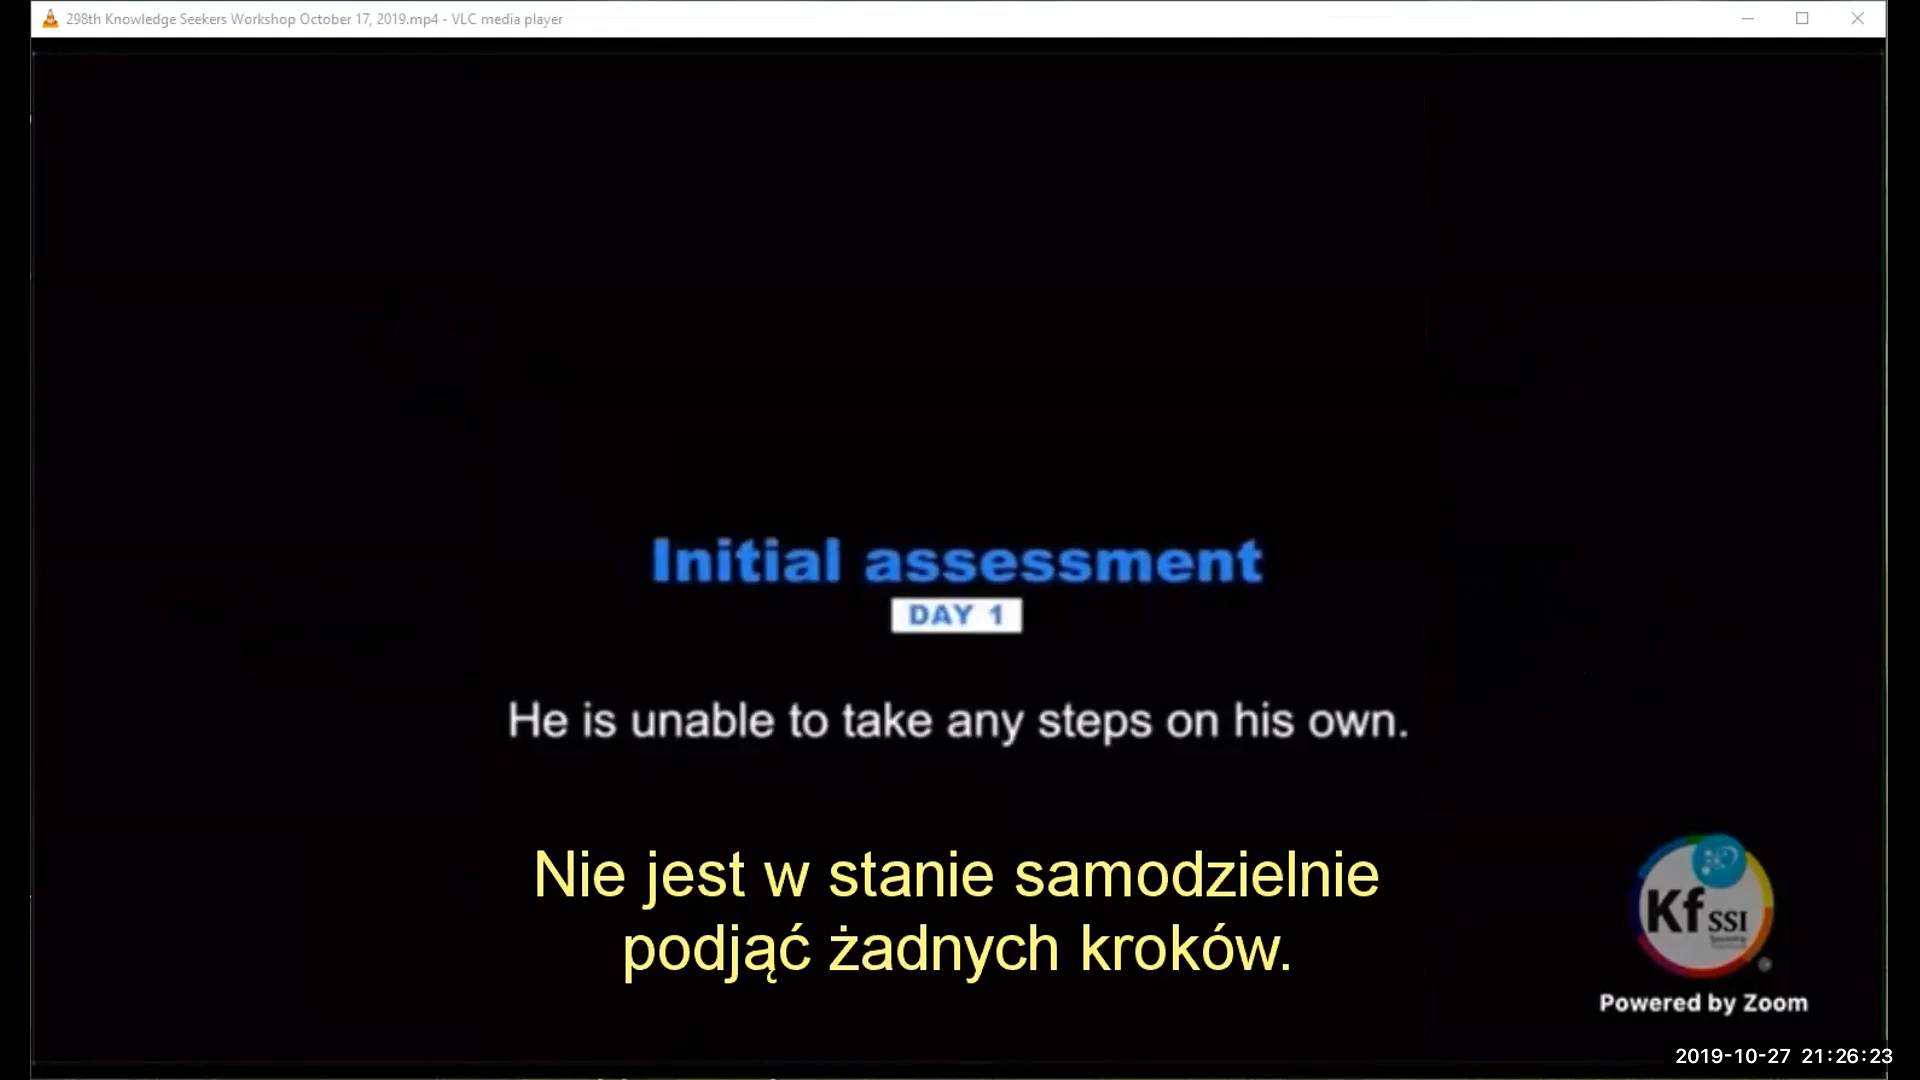 298th Knowledge Seekers Workshop October 17, 2019.mp4 - VLC media player
Initial assessment
DAY 1
He is unable to take any steps on his own.
Nie jest w stanie samodzielnie
podjąć żadnych kroków.
Kf SSI
Powered by Zoom
2019-10-27 21:26:23